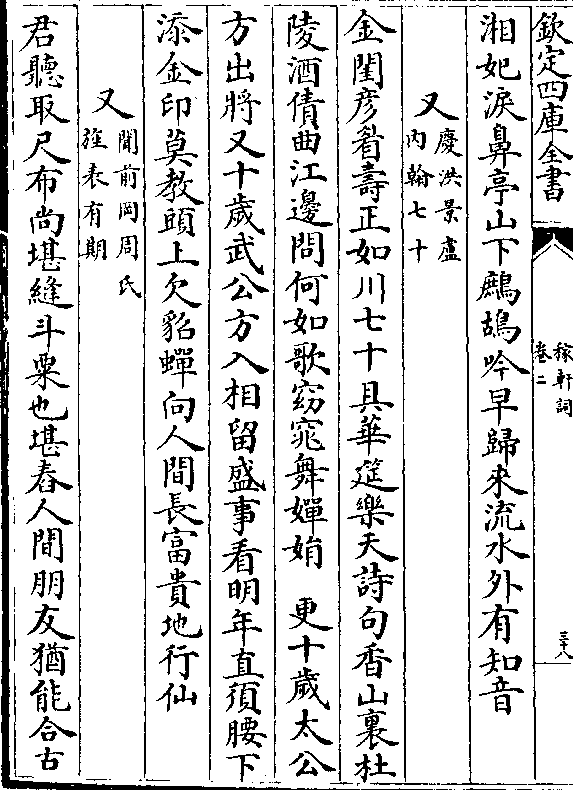 欽定四庫全書
稼軒詞
卷二
三十八
湘妃淚鼻亭山下鷓鴣吟早歸來流水外有知音
又
慶洪景盧
內翰七十
金閨彥眉壽正如川七十且華筵樂天詩句香山裏杜
陵酒債曲江邊問何如歌窈窕舞嬋娟　更十歲太公
方出將又十歲武公方入相留盛事看明年直須腰下
添金印莫教頭上欠貂蟬向人間長富貴地行仙
又
聞前岡周氏
旌表有期
君聽取尺布尚堪縫斗粟也堪舂人間朋友猶能合古